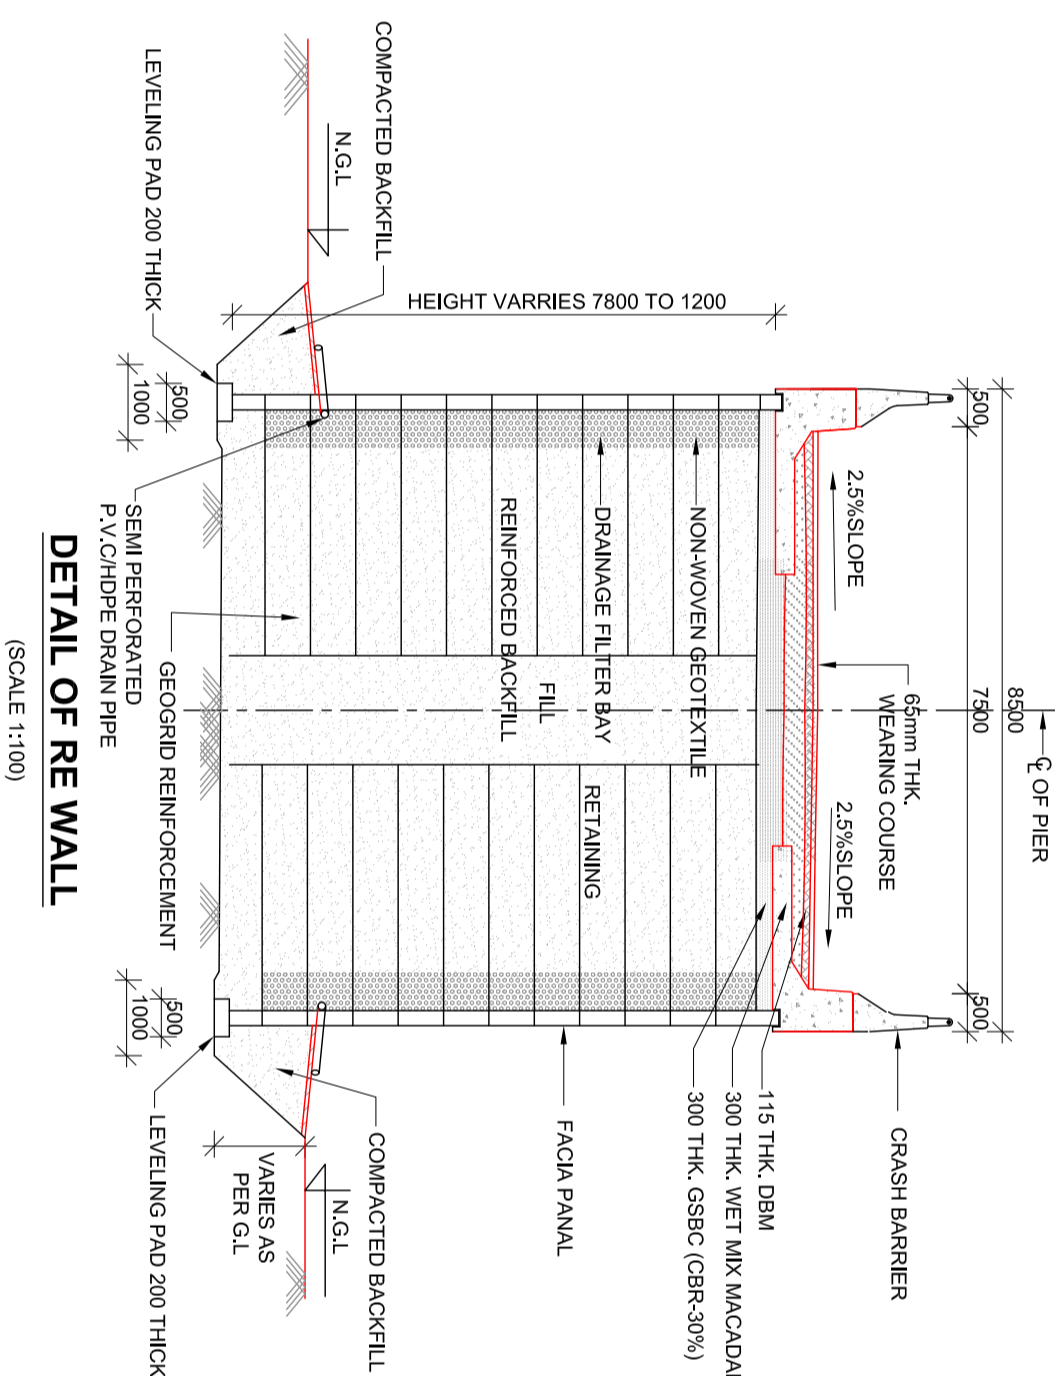 ℄ OF PIER
8500
500
7500
500
65mm THK.
WEARING COURSE
2.5%SLOPE
2.5%SLOPE
CRASH BARRIER
115 THK. DBM
300 THK. WET MIX
300 THK. GSBC (CBR-30%)
HEIGHT VARRIES 7800 TO 1200
NON-WOVEN GEOTEXTILE
DRAINAGE FILTER BAY
RETAINING
FILL
REINFORCED BACKFILL
FACIA PANAL
COMPACTED BACKFILL
N.G.L
LEVELING PAD 200 THICK
COMPACTED BACKFILL
N.G.L
VARIES AS
PER G.L
LEVELING PAD 200 THICK
500
1000
500
1000
SEMI PERFORATED
P.V.C/HDPE DRAIN PIPE
GEOGRID REINFORCEMENT
DETAIL OF RE WALL
(SCALE 1:100)